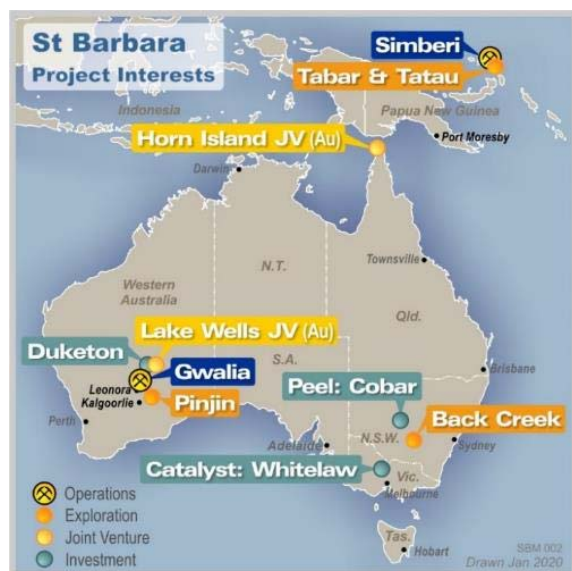 St Barbara
Project Interests
Simberi
Tabar & Tatau
Indonesia
Papua New Guinea
Port Moresby
Horn Island JV (Au)
Darwin
Townsville
N.T.
Western
Australia
Qld.
Lake Wells JV (Au)
Duketon
S.A.
Gwalia
Brisbane
Leonora
Peel: Cobar
Kalgoorlie
Pinjin
Back Creek
Perth
N.S.W.
Adelaide
Sydney
Catalyst: Whitelaw
Vic.
Melbourne
Operations
Exploration
Joint Venture
Investment
Tas.
Hobart
SBM.002
Drawn Jan 2020